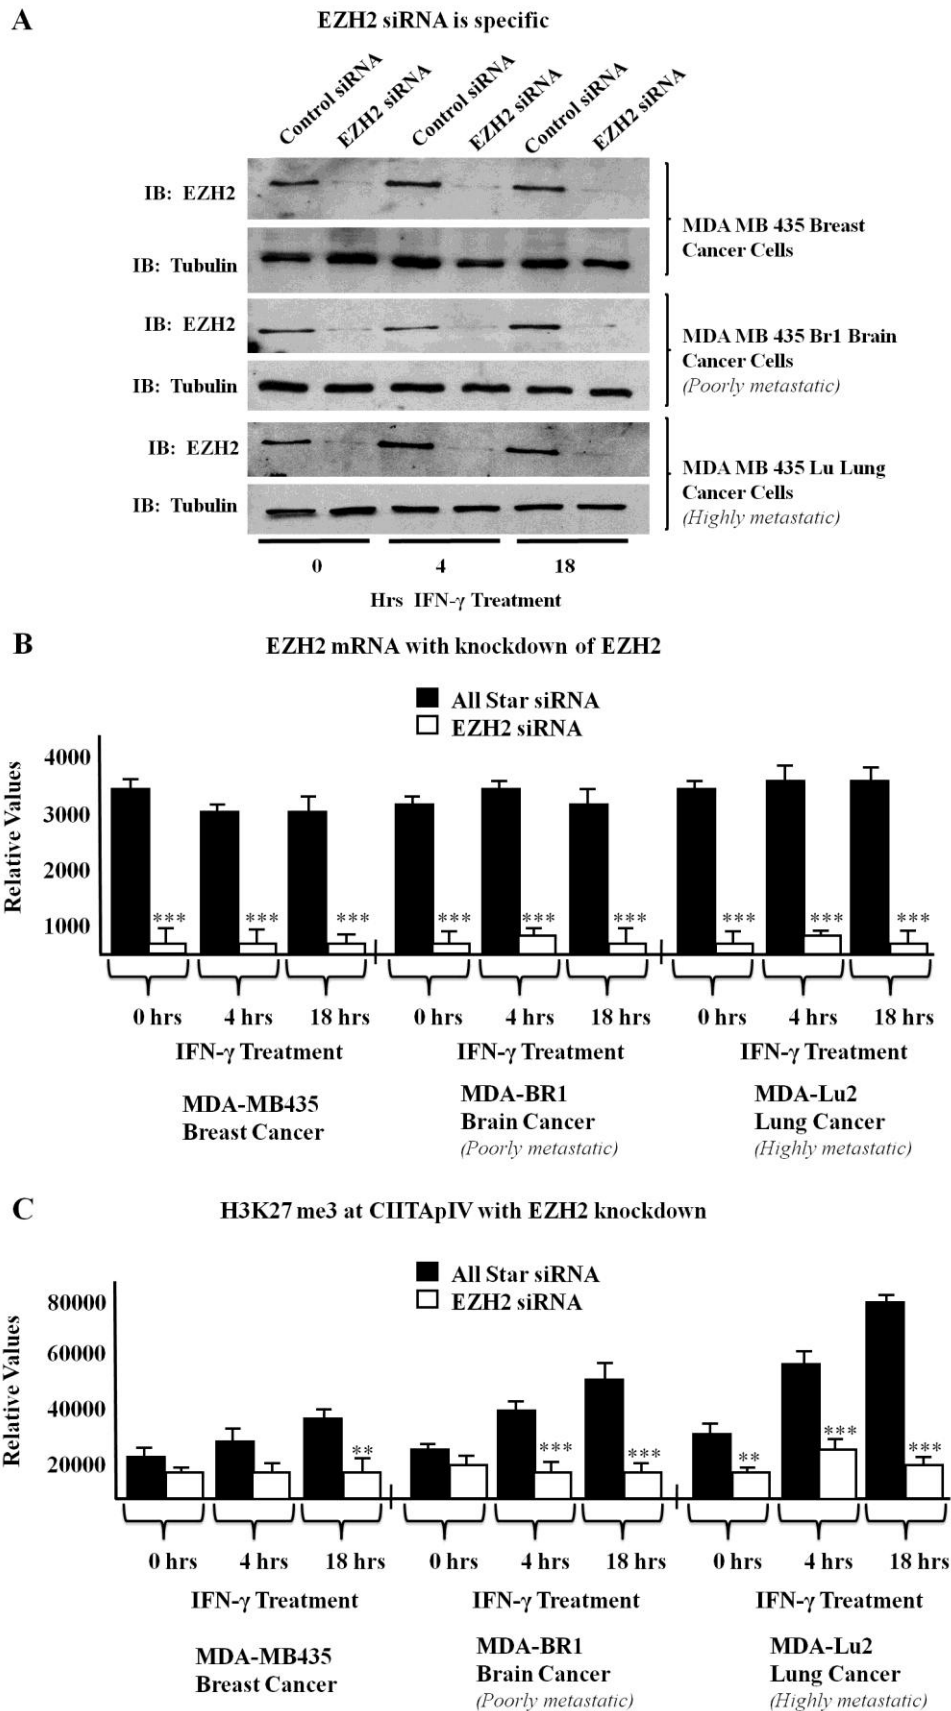 A
EZH2 siRNA is specific
Control siRNA
EZH2 siRNA
Control siRNA
EZH2 siRNA
Control siRNA
EZH2 siRNA
IB: EZH2
IB: Tubulin
MDA MB 435 Breast
Cancer Cells
IB: EZH2
IB: Tubulin
MDA MB 435 Br1 Brain
Cancer Cells
(Poorly metastatic)
IB: EZH2
IB: Tubulin
MDA MB 435 Lu Lung
Cancer Cells
(Highly metastatic)
0 4 18
Hrs IFN-γ Treatment
B
EZH2 mRNA with knockdown of EZH2
All Star siRNA
EZH2 siRNA
Relative Values
4000
3000
2000
1000
*** *** *** *** *** *** *** *** ***
0 hrs 4 hrs 18 hrs 0 hrs 4 hrs 18 hrs 0 hrs 4 hrs 18 hrs
IFN-γ Treatment IFN-γ Treatment IFN-γ Treatment
MDA-MB435
Breast Cancer
MDA-BR1
Brain Cancer
(Poorly metastatic)
MDA-Lu2
Lung Cancer
(Highly metastatic)
C
H3K27 me3 at CIITApIV with EZH2 knockdown
All Star siRNA
EZH2 siRNA
Relative Values
80000
60000
40000
20000
** *** *** ** *** ***
0 hrs 4 hrs 18 hrs 0 hrs 4 hrs 18 hrs 0 hrs 4 hrs 18 hrs
IFN-γ Treatment IFN-γ Treatment IFN-γ Treatment
MDA-MB435
Breast Cancer
MDA-BR1
Brain Cancer
(Poorly metastatic)
MDA-Lu2
Lung Cancer
(Highly metastatic)